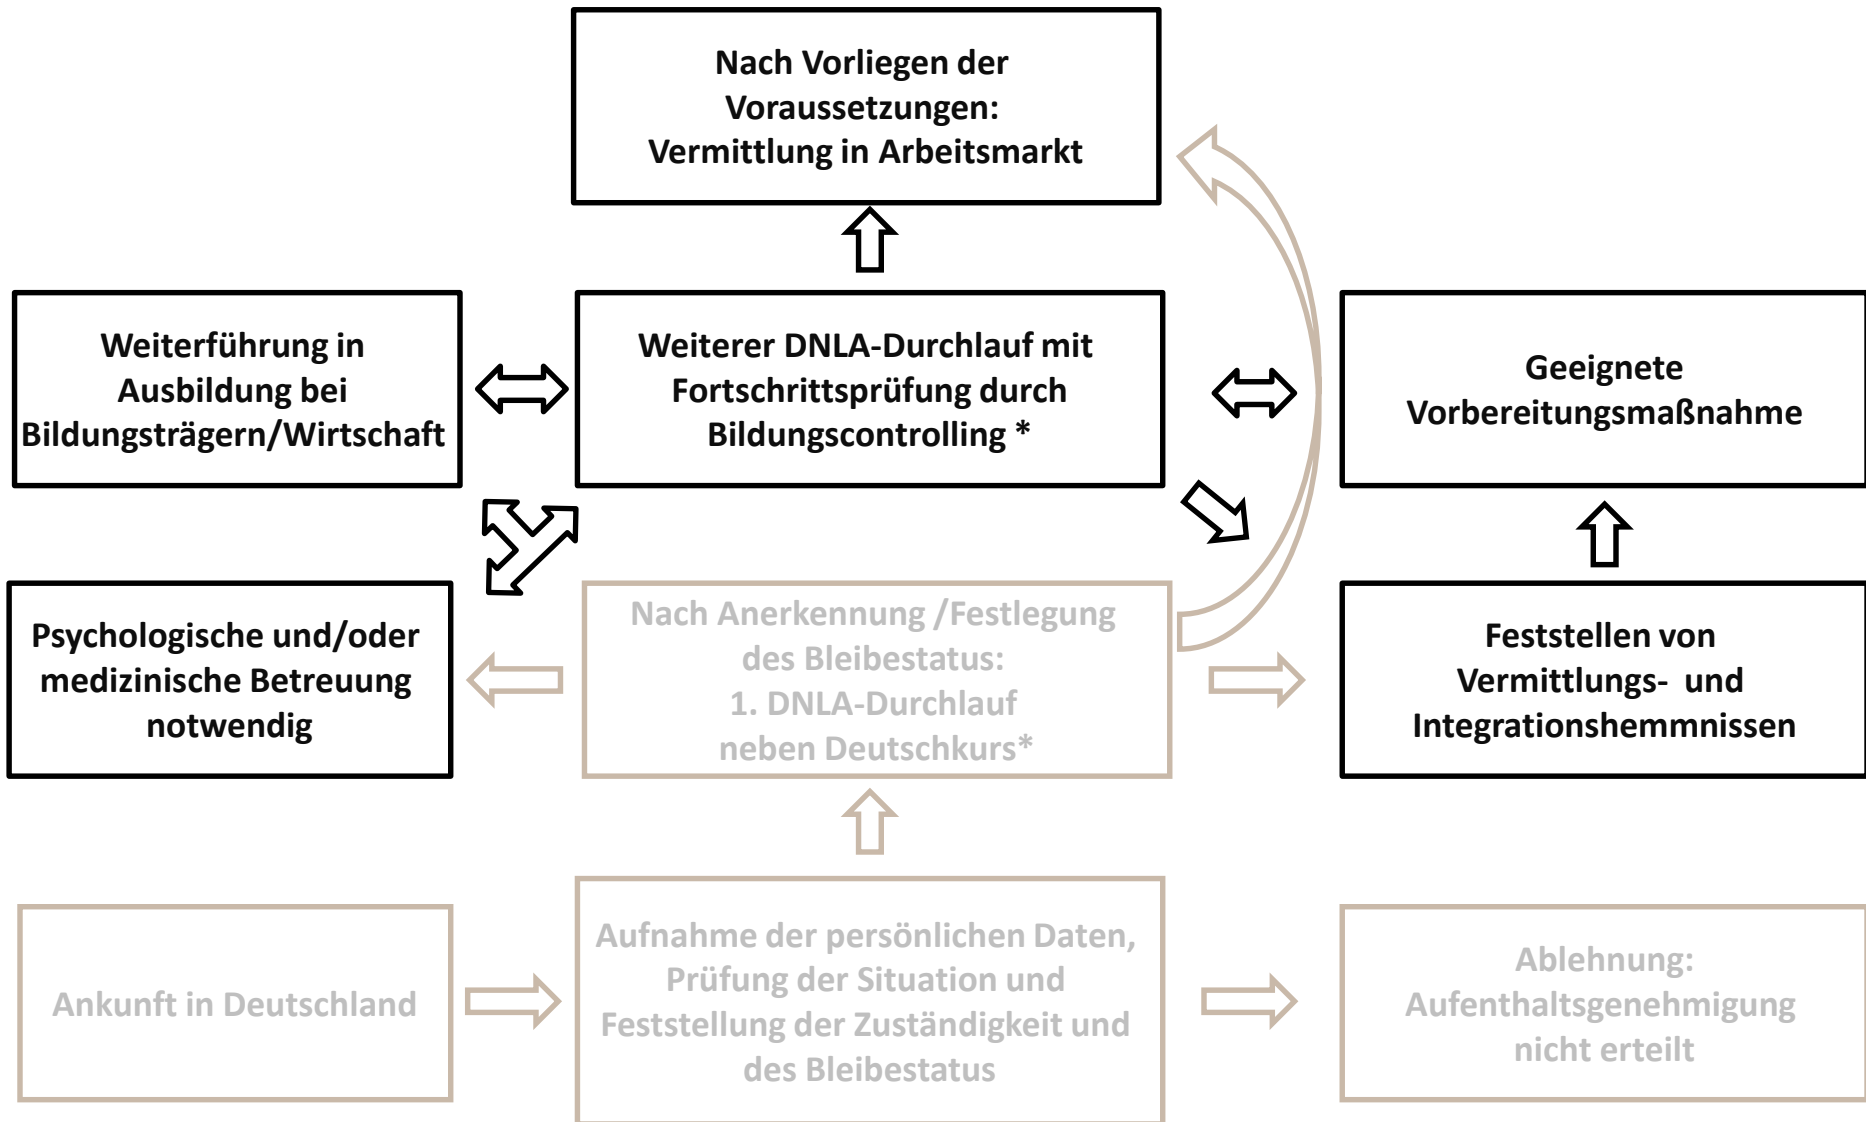 Nach Vorliegen der
Voraussetzungen:
Vermittlung in Arbeitsmarkt
Weiterführung in
Ausbildung bei
Bildungsträgern/Wirtschaft
Weiterer DNLA-Durchlauf mit
Fortschrittsprüfung durch
Bildungscontrolling *
Geeignete
Vorbereitungsmaßnahme
Psychologische und/oder
medizinische Betreuung
notwendig
Nach Anerkennung /Festlegung
des Bleibestatus:
1. DNLA-Durchlauf
neben Deutschkurs*
Feststellen von
Vermittlungs- und
Integrationshemmnissen
Ankunft in Deutschland
Aufnahme der persönlichen Daten,
Prüfung der Situation und
Feststellung der Zuständigkeit und
des Bleibestatus
Ablehnung:
Aufenthaltsgenehmigung
nicht erteilt